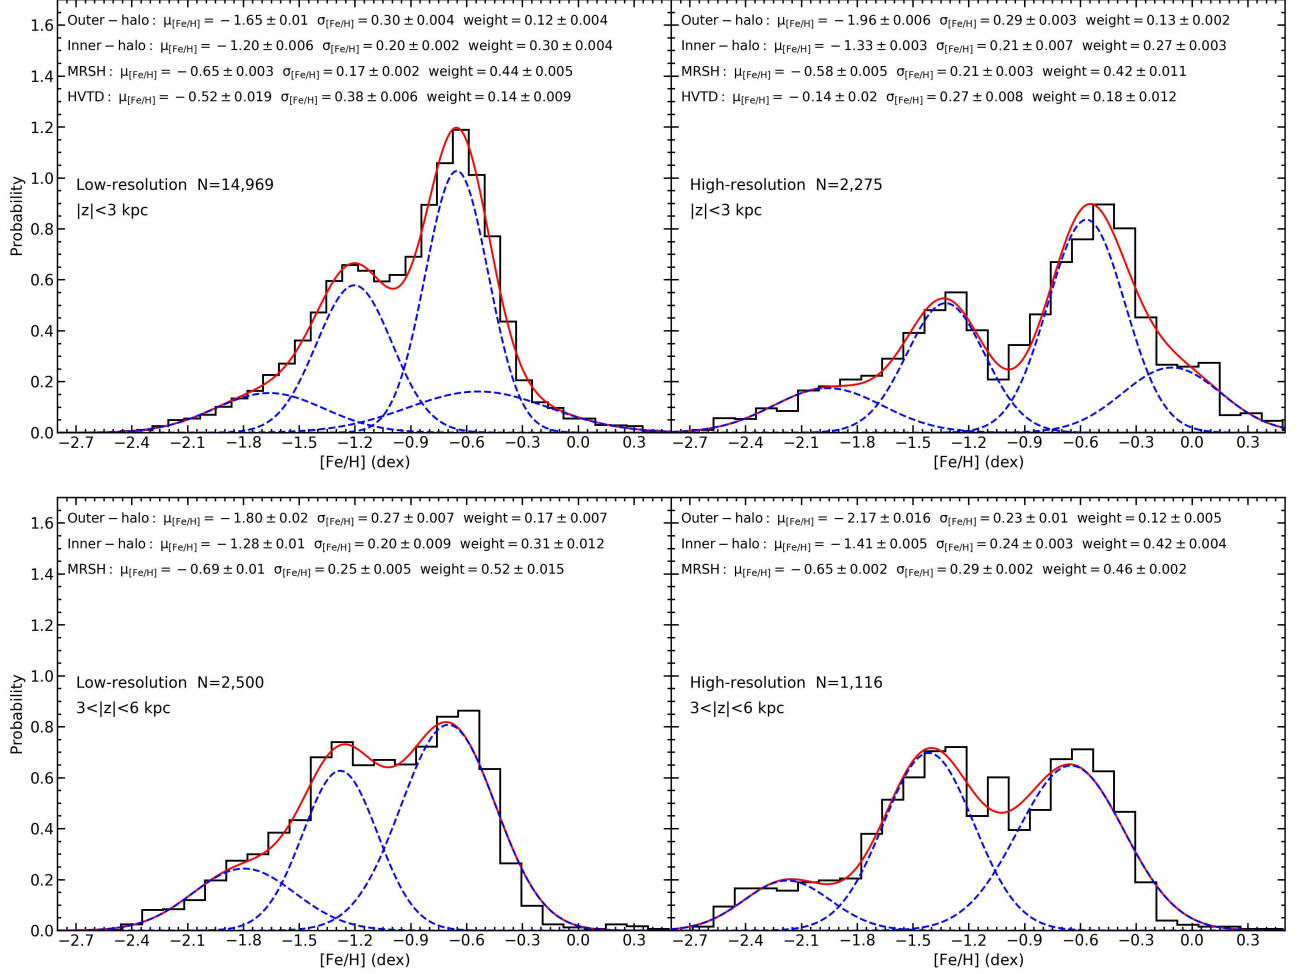 Outer−halo: μ[Fe/H] = −1.65 ± 0.01 σ[Fe/H] = 0.30 ± 0.004 weight = 0.12 ± 0.004
Inner−halo: μ[Fe/H] = −1.20 ± 0.006 σ[Fe/H] = 0.20 ± 0.002 weight = 0.30 ± 0.004
MRSH: μ[Fe/H] = −0.65 ± 0.003 σ[Fe/H] = 0.17 ± 0.002 weight = 0.44 ± 0.005
HVTD: μ[Fe/H] = −0.52 ± 0.019 σ[Fe/H] = 0.38 ± 0.006 weight = 0.14 ± 0.009
Low-resolution N=14,969
|z|<3 kpc
Probability
1.6
1.4
1.2
1.0
0.8
0.6
0.4
0.2
0.0
−2.7 −2.4 −2.1 −1.8 −1.5 −1.2 −0.9 −0.6 −0.3 0.0 0.3
[Fe/H] (dex)
Outer−halo: μ[Fe/H] = −1.96 ± 0.006 σ[Fe/H] = 0.29 ± 0.003 weight = 0.13 ± 0.002
Inner−halo: μ[Fe/H] = −1.33 ± 0.003 σ[Fe/H] = 0.21 ± 0.007 weight = 0.27 ± 0.003
MRSH: μ[Fe/H] = −0.58 ± 0.005 σ[Fe/H] = 0.21 ± 0.003 weight = 0.42 ± 0.011
HVTD: μ[Fe/H] = −0.14 ± 0.02 σ[Fe/H] = 0.27 ± 0.008 weight = 0.18 ± 0.012
High-resolution N=2,275
|z|<3 kpc
−2.7 −2.4 −2.1 −1.8 −1.5 −1.2 −0.9 −0.6 −0.3 0.0 0.3
[Fe/H] (dex)
Outer−halo: μ[Fe/H] = −1.80 ± 0.02 σ[Fe/H] = 0.27 ± 0.007 weight = 0.17 ± 0.007
Inner−halo: μ[Fe/H] = −1.28 ± 0.01 σ[Fe/H] = 0.20 ± 0.009 weight = 0.31 ± 0.012
MRSH: μ[Fe/H] = −0.69 ± 0.01 σ[Fe/H] = 0.25 ± 0.005 weight = 0.52 ± 0.015
Low-resolution N=2,500
3<|z|<6 kpc
Probability
1.6
1.4
1.2
1.0
0.8
0.6
0.4
0.2
0.0
−2.7 −2.4 −2.1 −1.8 −1.5 −1.2 −0.9 −0.6 −0.3 0.0 0.3
[Fe/H] (dex)
Outer−halo: μ[Fe/H] = −2.17 ± 0.016 σ[Fe/H] = 0.23 ± 0.01 weight = 0.12 ± 0.005
Inner−halo: μ[Fe/H] = −1.41 ± 0.005 σ[Fe/H] = 0.24 ± 0.003 weight = 0.42 ± 0.004
MRSH: μ[Fe/H] = −0.65 ± 0.002 σ[Fe/H] = 0.29 ± 0.002 weight = 0.46 ± 0.002
High-resolution N=1,116
3<|z|<6 kpc
−2.7 −2.4 −2.1 −1.8 −1.5 −1.2 −0.9 −0.6 −0.3 0.0 0.3
[Fe/H] (dex)